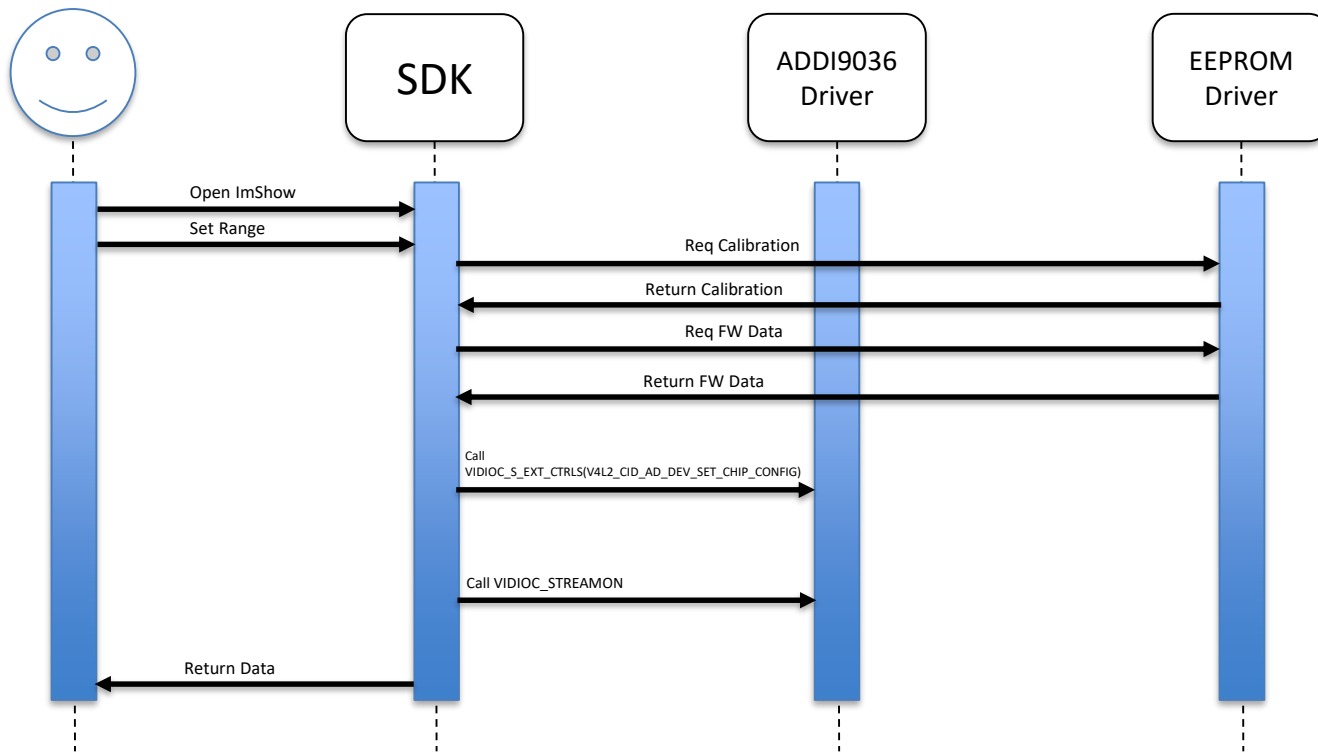 SDK
ADDI9036
Driver
EEPROM
Driver
Open ImShow
Set Range
Req Calibration
Return Calibration
Req FW Data
Return FW Data
Call
VIDIOC_S_EXT_CTRLS(V4L2_CID_AD_DEV_SET_CHIP_CONFIG)
Call VIDIOC_STREAMON
Return Data